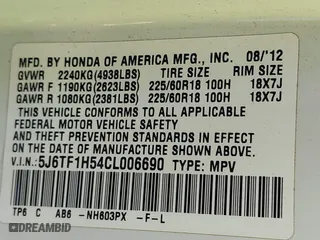 MFD. BY HONDA OF AMERICA MFG., INC. 08/'12
GVWR 2240KG(4938LBS) TIRE SIZE RIM SIZE
GAWR F 1190KG(2623LBS) 225/60R18 100H 18X7J
GAWR R 1080KG(2381LBS) 225/60R18 100H 18X7J
THIS VEHICLE CONFORMS TO ALL APPLICABLE
FEDERAL MOTOR VEHICLE SAFETY, BUMPER,
AND THEFT PREVENTION STANDARDS IN EFFECT ON
THE DATE OF MANUFACTURE SHOWN ABOVE.
V.I.N.: 5J6TF1H54CL006690 TYPE: MPV
TP6 C AB6 -NH603PX -F-L
DREAMBID